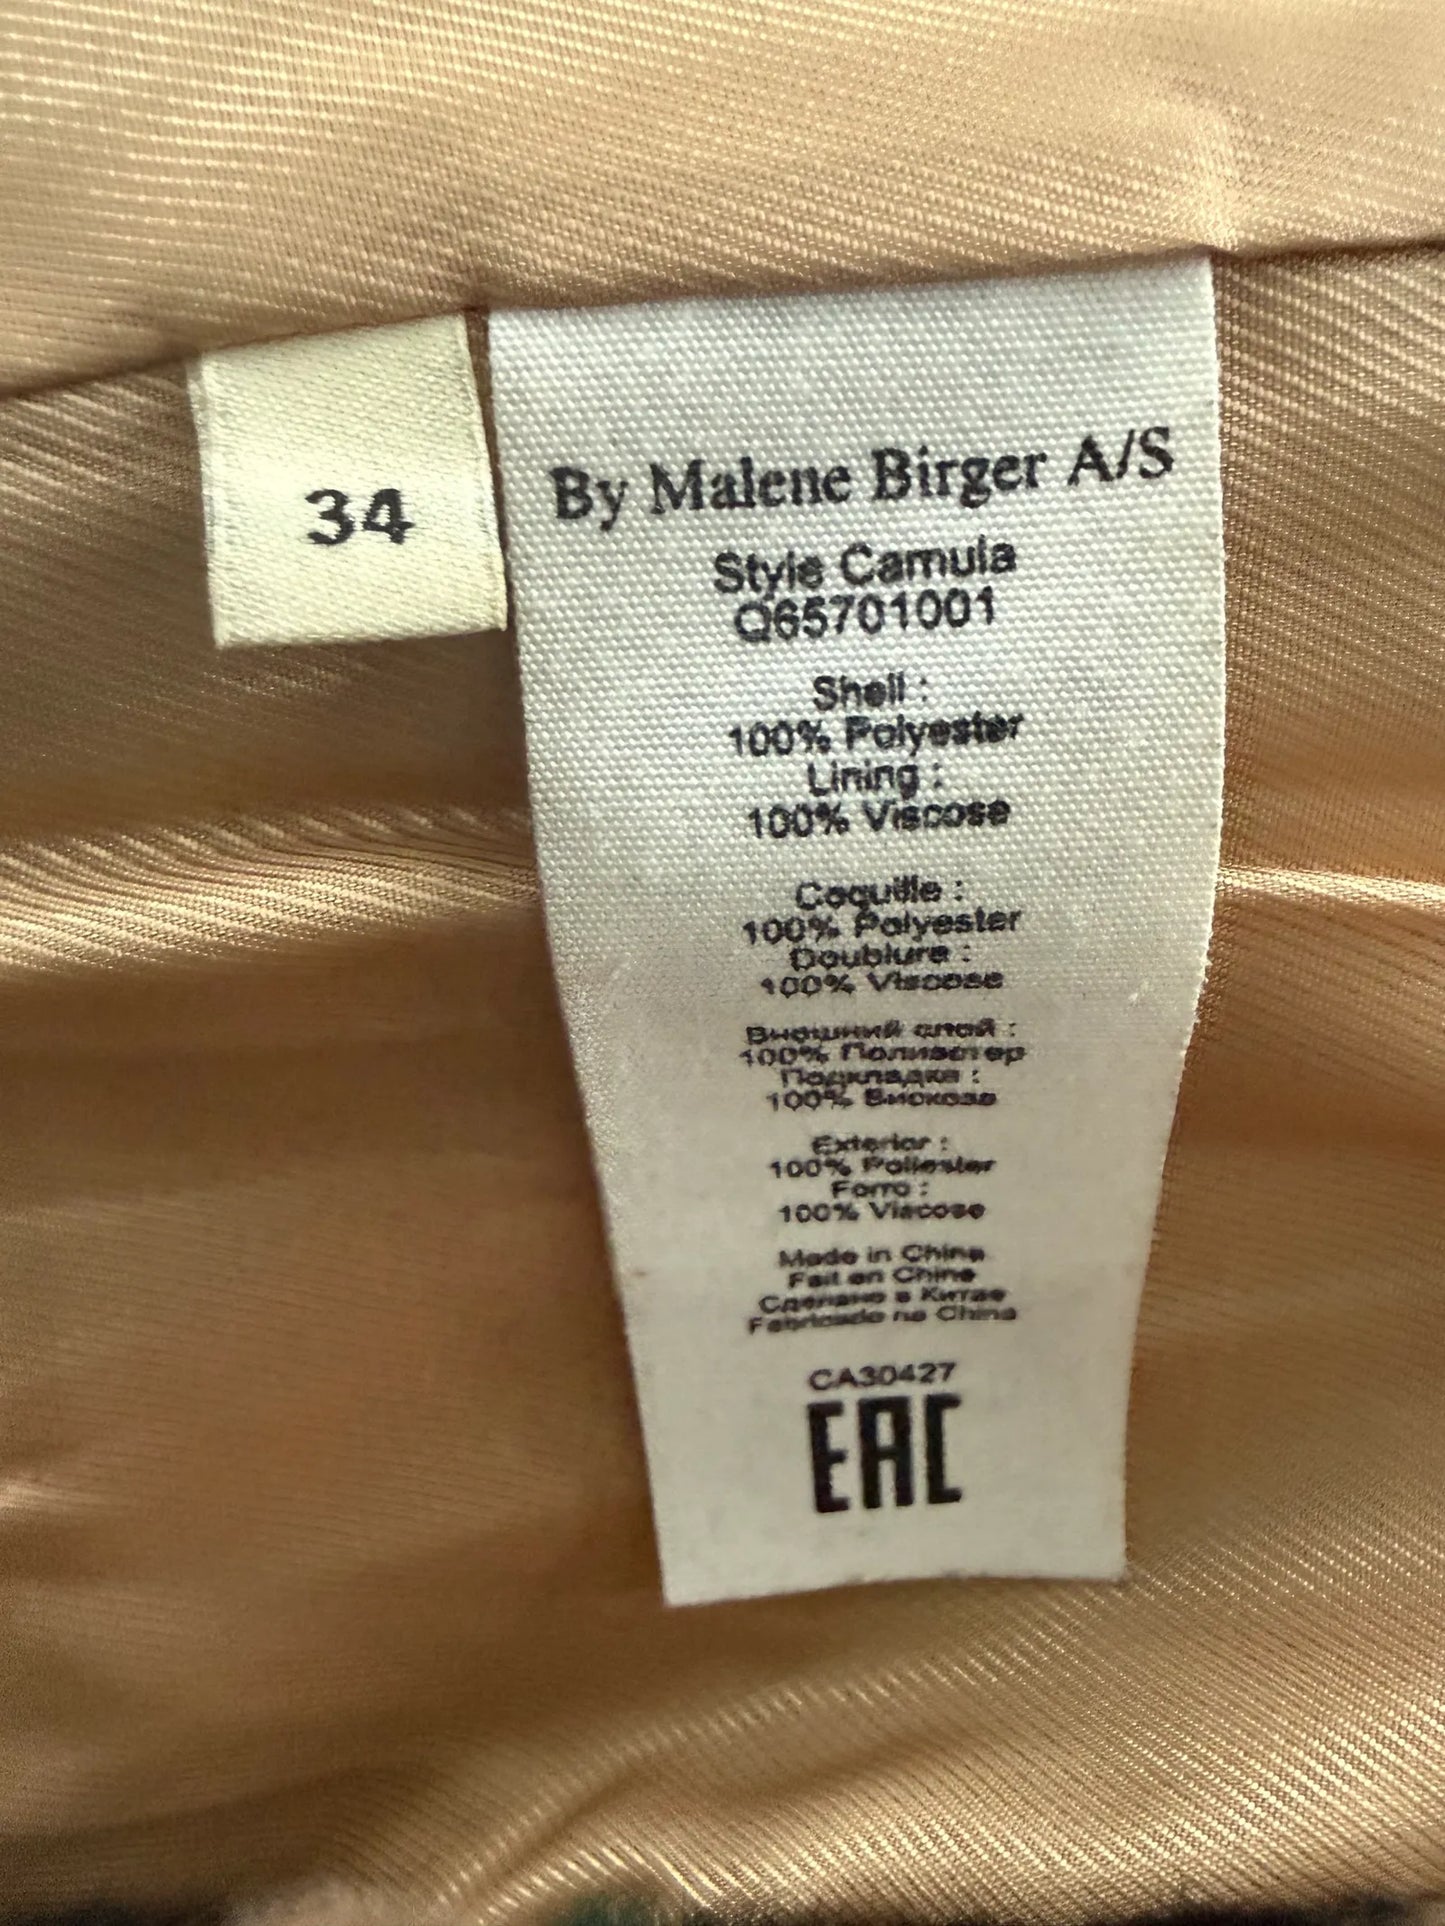 34
By Malene Birger A/S
Style Camula
Q65701001
Shell :
100% Polyester
Lining :
100% Viscose
Coquille :
100% Polyester
Doublure :
100% Viscose
Внешний слой :
100% Полиэстер
Подкладка :
100% Вискоза
Exterior :
100% Poliester
Forro :
100% Viscose
Made in China
Fait en Chine
Сделано в Китае
Fabricado na China
CA30427
EAC